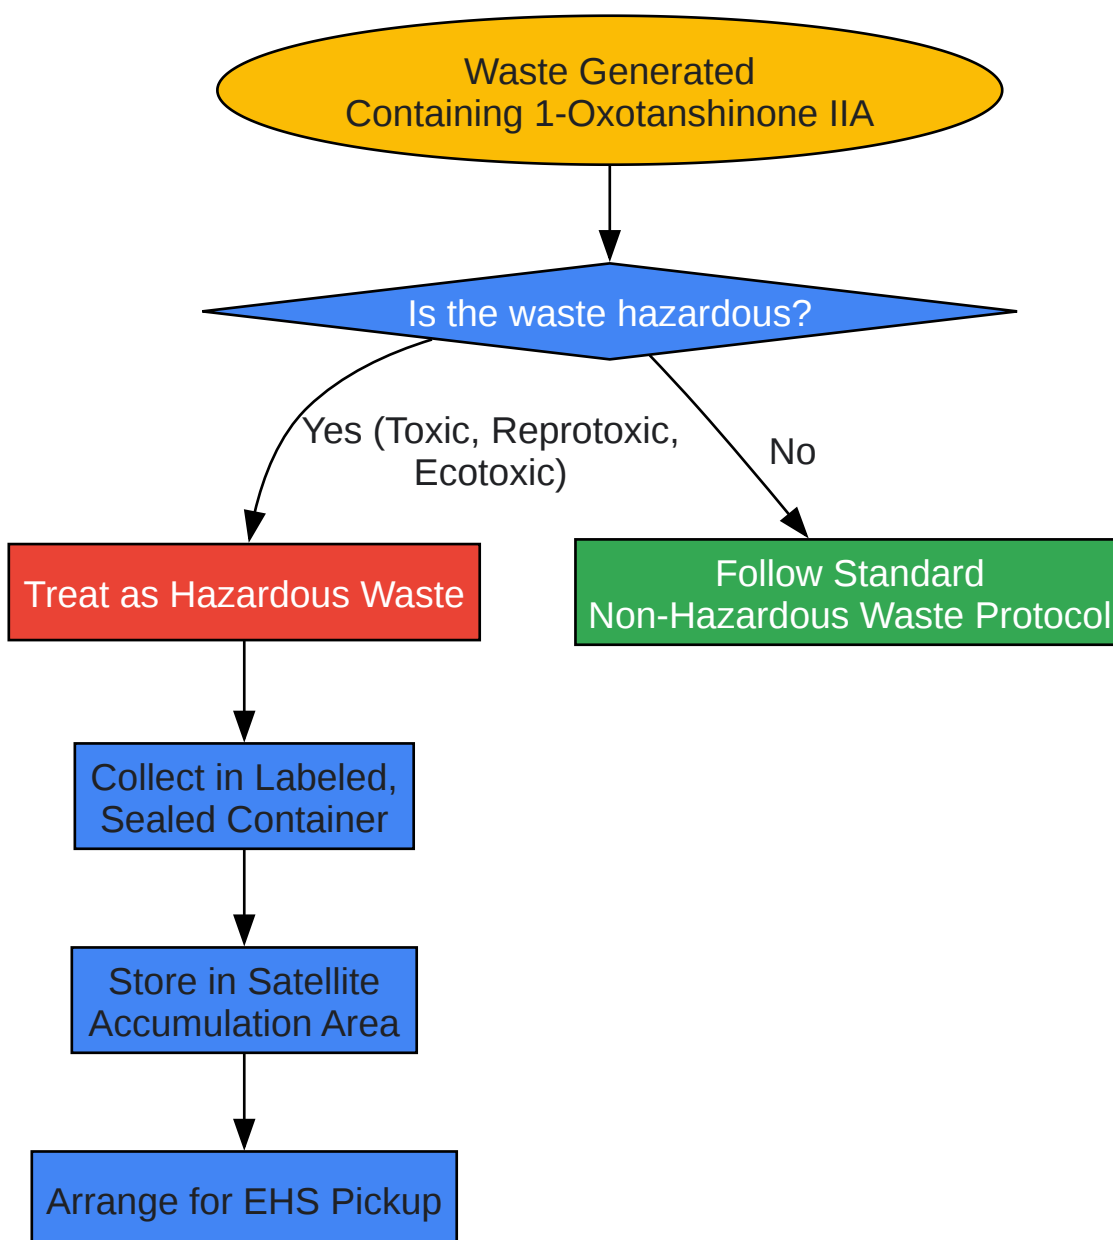 Waste Generated
Containing 1-Oxotanshinone IIA
Is the waste hazardous?
Yes (Toxic, Reprotoxic,
Ecotoxic)
No
Treat as Hazardous Waste
Follow Standard
Non-Hazardous Waste Protocol
Collect in Labeled,
Sealed Container
Store in Satellite
Accumulation Area
Arrange for EHS Pickup